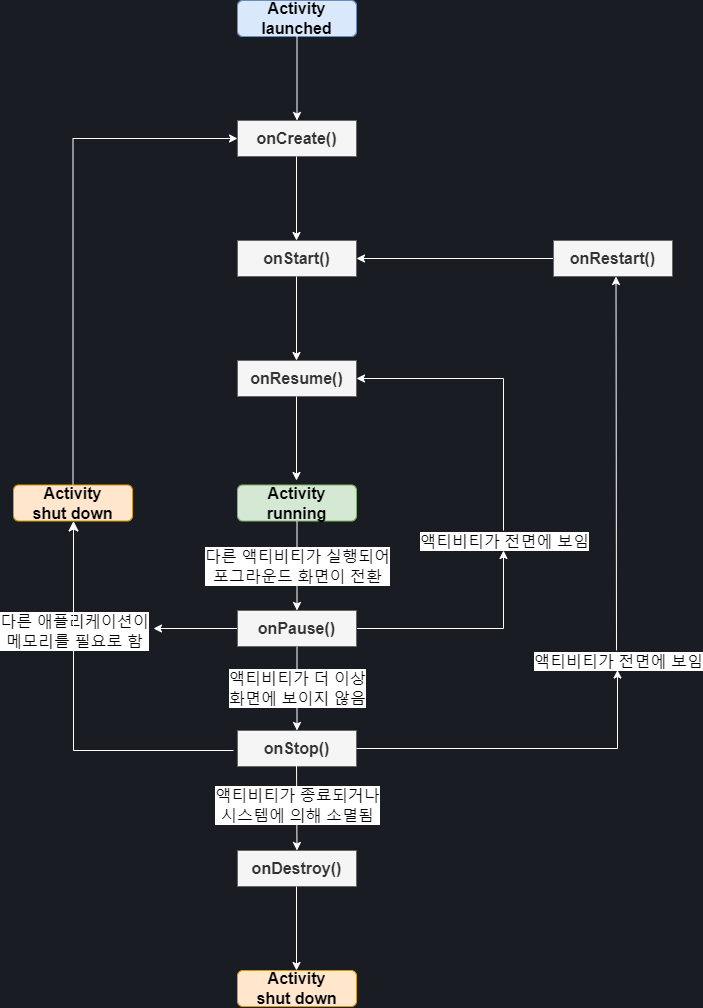 Activity
launched
onCreate()
onStart()
onRestart()
onResume()
Activity
shut down
Activity
running
액티비티가 전면에 보임
다른 액티비티가 실행되어
포그라운드 화면이 전환
다른 애플리케이션이
메모리를 필요로 함
onPause()
액티비티가 전면에 보임
액티비티가 더 이상
화면에 보이지 않음
onStop()
액티비티가 종료되거나
시스템에 의해 소멸됨
onDestroy()
Activity
shut down